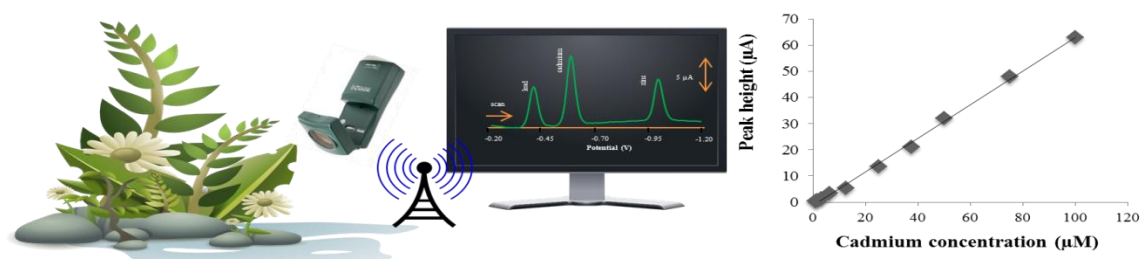 lead
cadmium
zinc
5 µA
scan
-0.20 -0.45 -0.70 -0.95 -1.20
Potential (V)
Peak height (µA)
70
60
50
40
30
20
10
0
0 20 40 60 80 100 120
Cadmium concentration (µM)